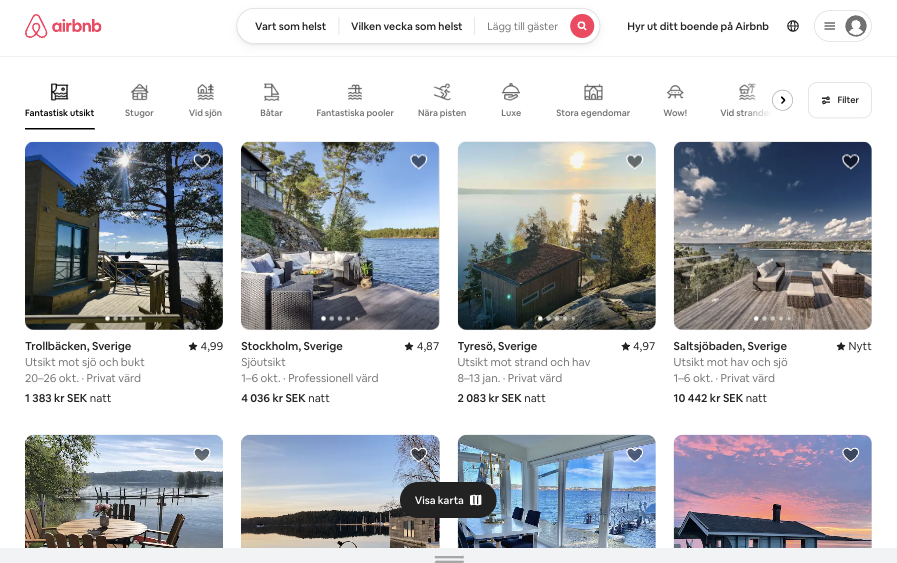 airbnb
Vart som helst
Vilken vecka som helst
Lägg till gäster
Hyr ut ditt boende på Airbnb
Fantastisk utsikt
Stugor
Vid sjön
Båtar
Fantastiska pooler
Nära pisten
Luxe
Stora egendomar
Wow!
Vid strande
Filter
Trollbäcken, Sverige
4,99
Utsikt mot sjö och bukt
20–26 okt. · Privat värd
1 383 kr SEK natt
Stockholm, Sverige
4,87
Sjöutsikt
1–6 okt. · Professionell värd
4 036 kr SEK natt
Tyresö, Sverige
4,97
Utsikt mot strand och hav
8–13 jan. · Privat värd
2 083 kr SEK natt
Saltsjöbaden, Sverige
Nytt
Utsikt mot hav och sjö
1–6 okt. · Privat värd
10 442 kr SEK natt
Visa karta